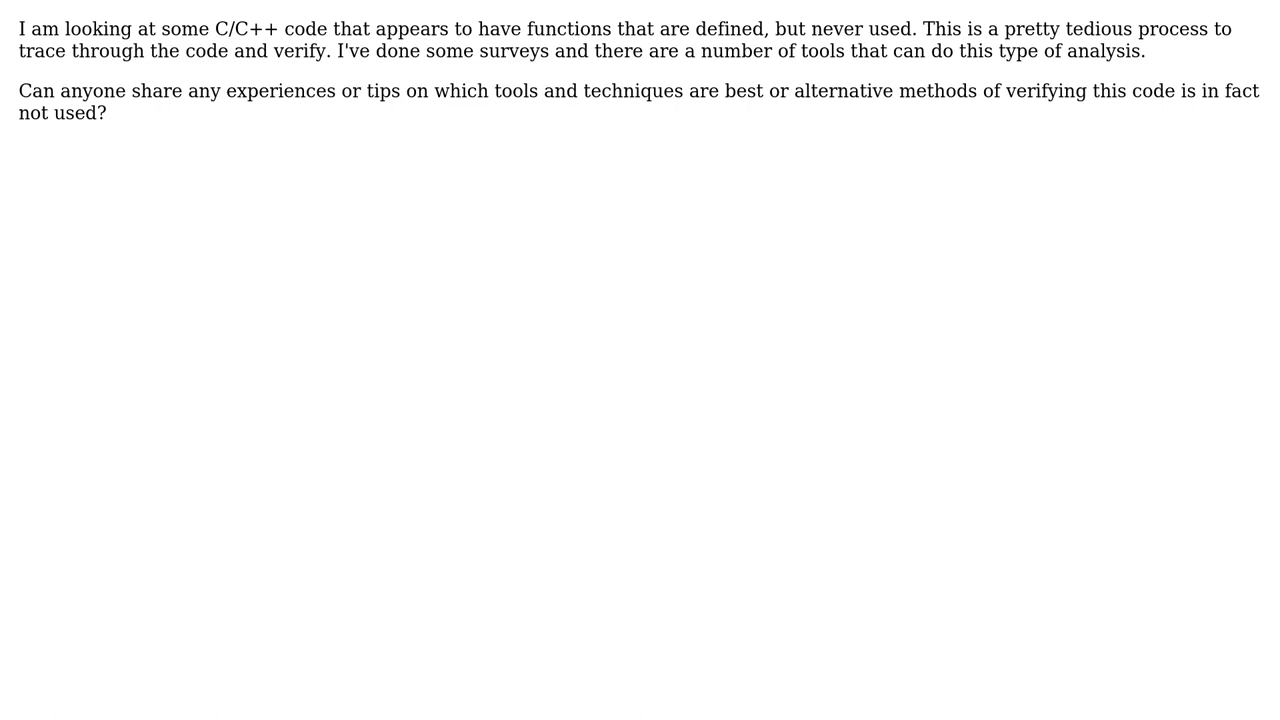 I am looking at some C/C++ code that appears to have functions that are defined, but never used. This is a pretty tedious process to
trace through the code and verify. I've done some surveys and there are a number of tools that can do this type of analysis.
Can anyone share any experiences or tips on which tools and techniques are best or alternative methods of verifying this code is in fact
not used?